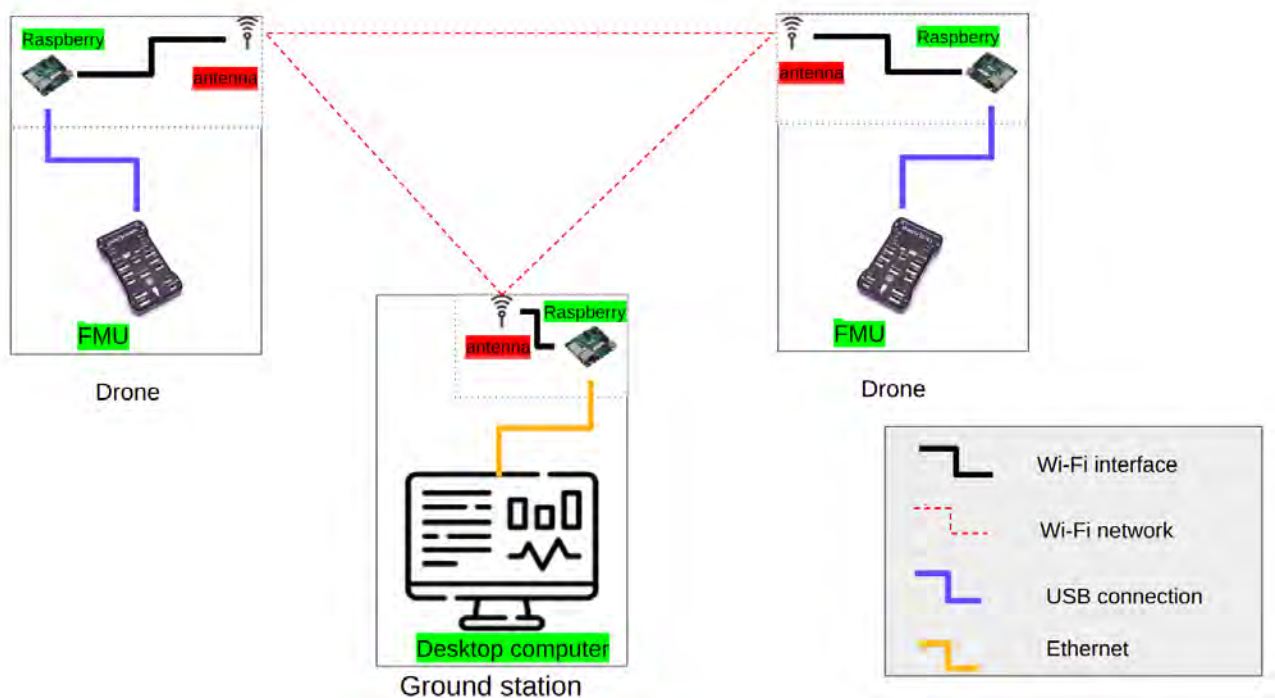 Raspberry
antenna
FMU
Drone
Raspberry
antenna
FMU
Drone
Raspberry
antenna
Desktop computer
Ground station
Wi-Fi interface
Wi-Fi network
USB connection
Ethernet